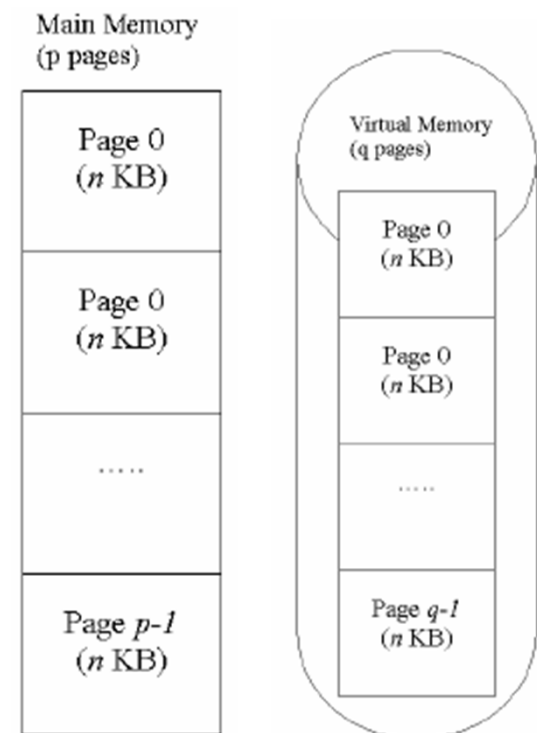 Main Memory
(p pages)
Page 0
(n KB)
Page 0
(n KB)
.....
Page p-1
(n KB)
Virtual Memory
(q pages)
Page 0
(n KB)
Page 0
(n KB)
.....
Page q-1
(n KB)